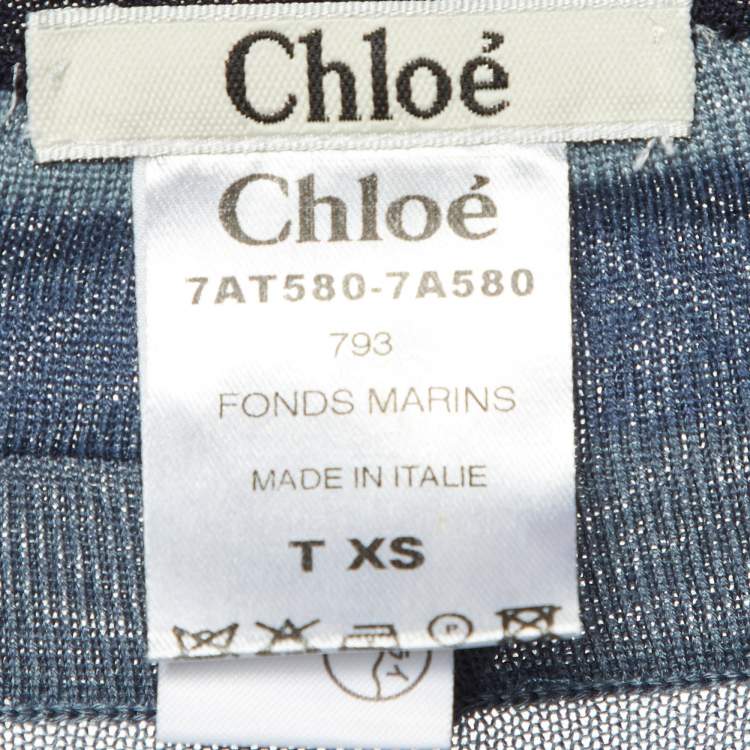 Chloé
Chloé
7AT580-7A580
793
FONDS MARINS
MADE IN ITALIE
T XS
P